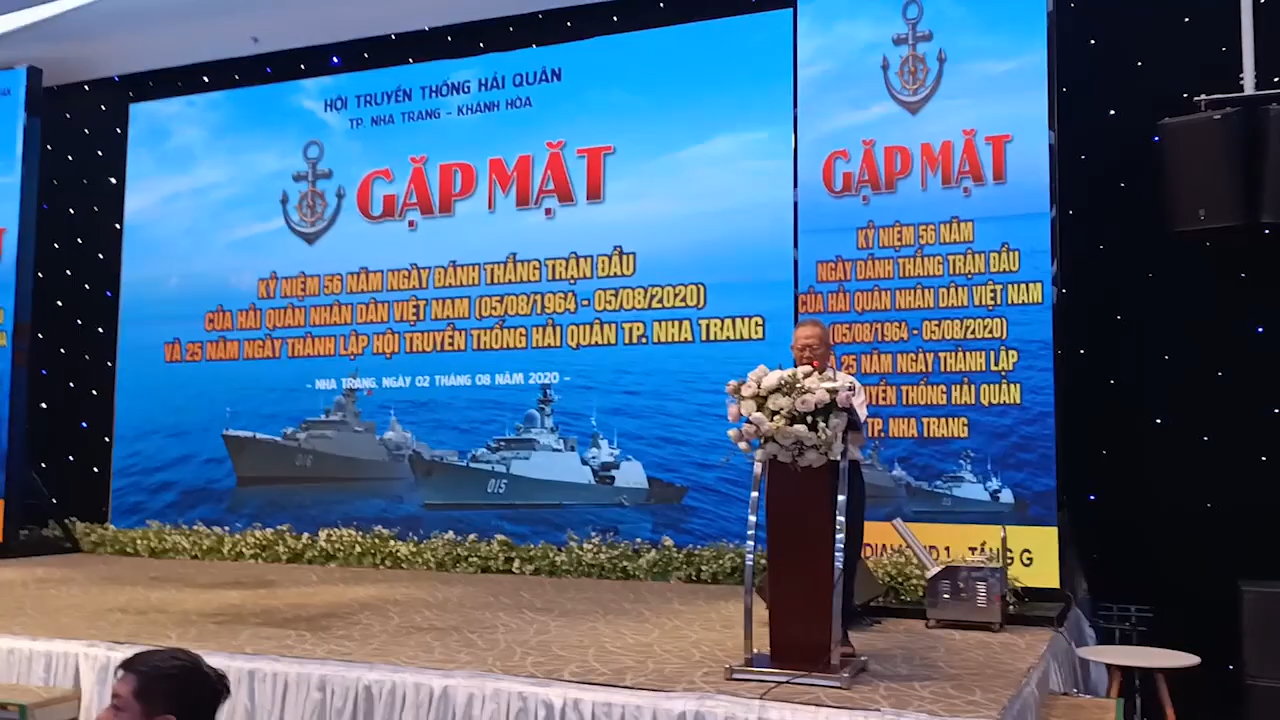 HỘI TRUYỀN THỐNG HẢI QUÂN
TP. NHA TRANG - KHÁNH HÒA
GẶP MẶT
KỶ NIỆM 56 NĂM NGÀY ĐÁNH THẮNG TRẬN ĐẦU
CỦA HẢI QUÂN NHÂN DÂN VIỆT NAM (05/08/1964 - 05/08/2020)
VÀ 25 NĂM NGÀY THÀNH LẬP HỘI TRUYỀN THỐNG HẢI QUÂN TP. NHA TRANG
- NHA TRANG, NGÀY 02 THÁNG 08 NĂM 2020 -
016
015
GẶP MẶT
KỶ NIỆM 56 NĂM
NGÀY ĐÁNH THẮNG TRẬN ĐẦU
CỦA HẢI QUÂN NHÂN DÂN VIỆT NAM
(05/08/1964 - 05/08/2020)
25 NĂM NGÀY THÀNH LẬP
THỐNG HẢI QUÂN
TP. NHA TRANG
DIAMOND 1 - TẦNG G